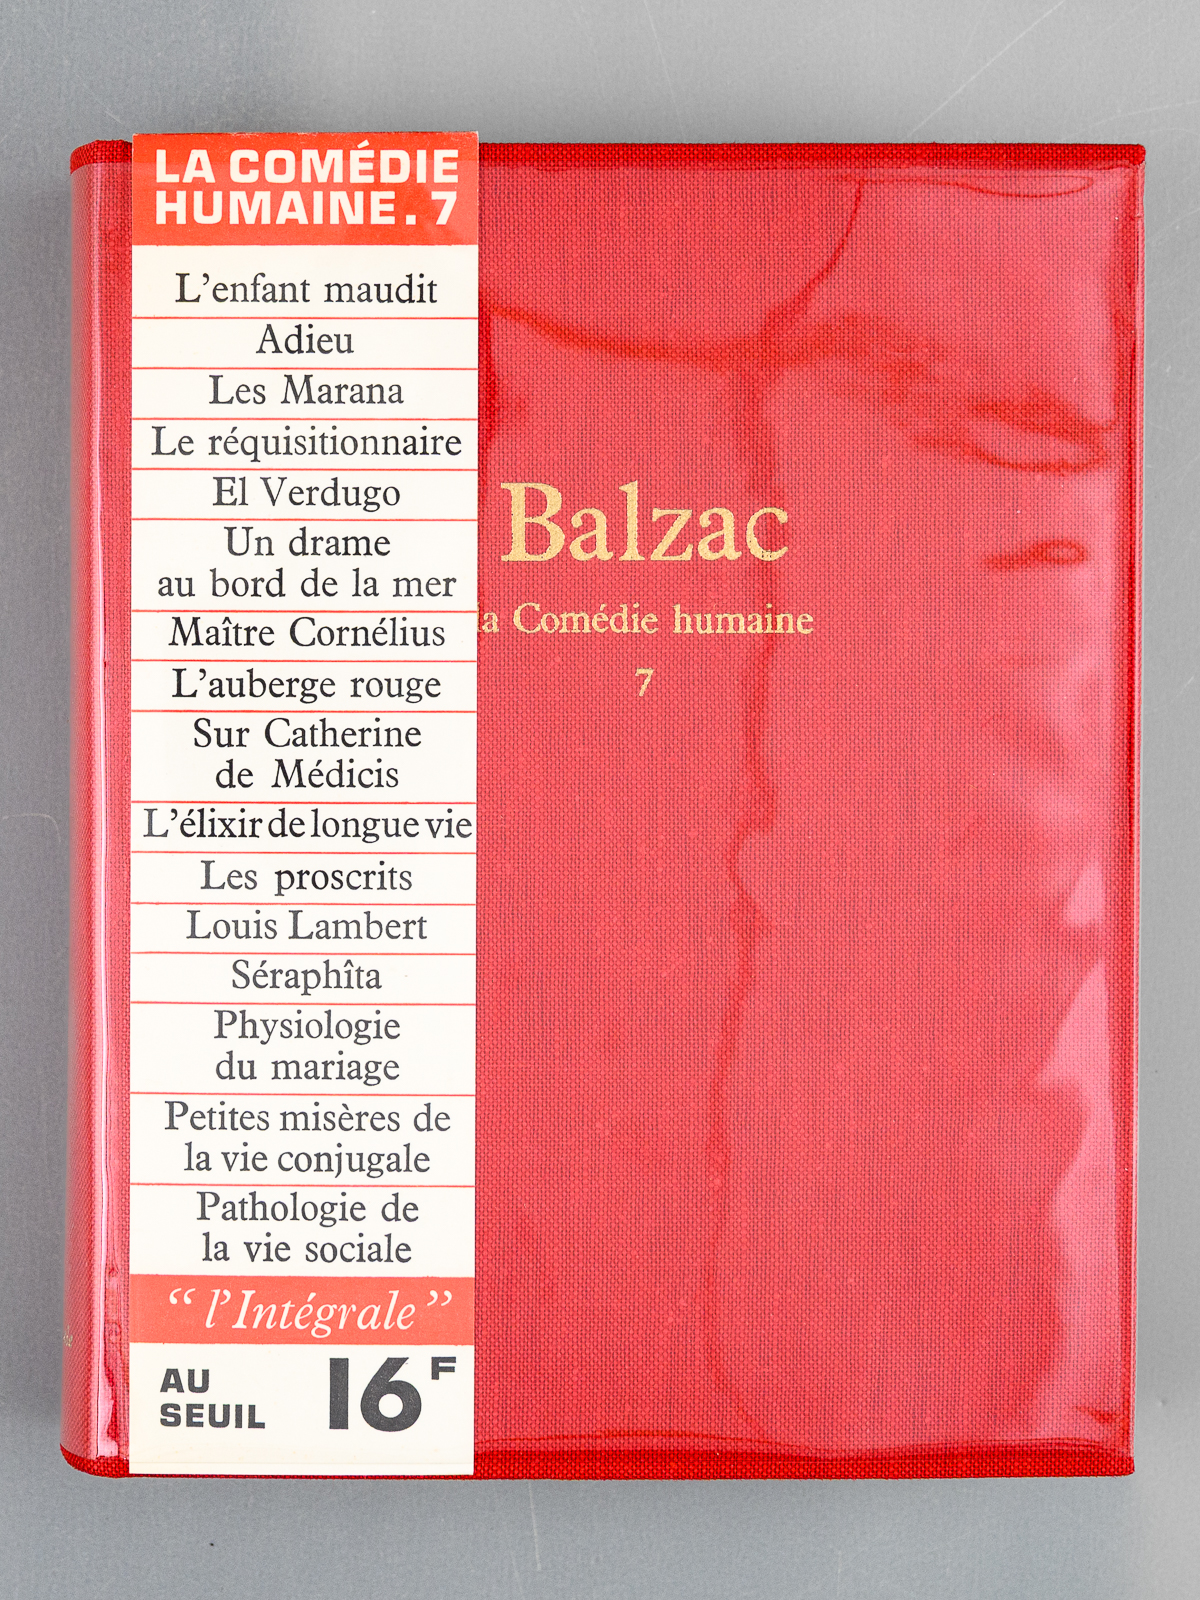 LA COMÉDIE
HUMAINE. 7
L'enfant maudit
Adieu
Les Marana
Le réquisitionnaire
El Verdugo
Un drame
au bord de la mer
Maître Cornélius
L'auberge rouge
Sur Catherine
de Médicis
L'élixir de longue vie
Les proscrits
Louis Lambert
Séraphîta
Physiologie
du mariage
Petites misères de
la vie conjugale
Pathologie de
la vie sociale
“ l'Intégrale ”
AU
SEUIL
16F
Balzac
la Comédie humaine
7